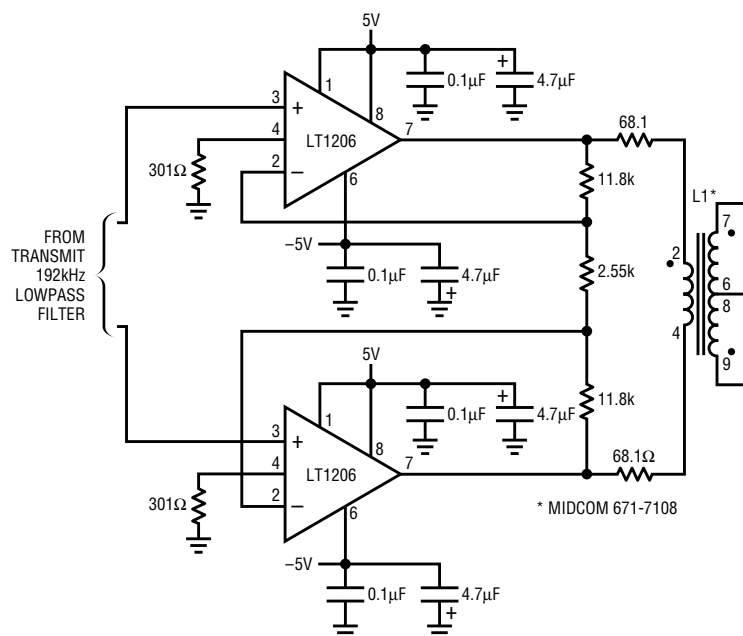 5V
1
0.1µF
+
4.7µF
3
+
8
7
68.1
4
LT1206
301Ω
2
–
6
11.8k
L1*
7
FROM
TRANSMIT
192kHz
LOWPASS
FILTER
–5V
0.1µF
4.7µF
+
2.55k
2
6
8
4
9
5V
1
0.1µF
+
4.7µF
11.8k
3
+
8
7
68.1Ω
4
LT1206
301Ω
2
–
6
* MIDCOM 671-7108
–5V
0.1µF
4.7µF
+